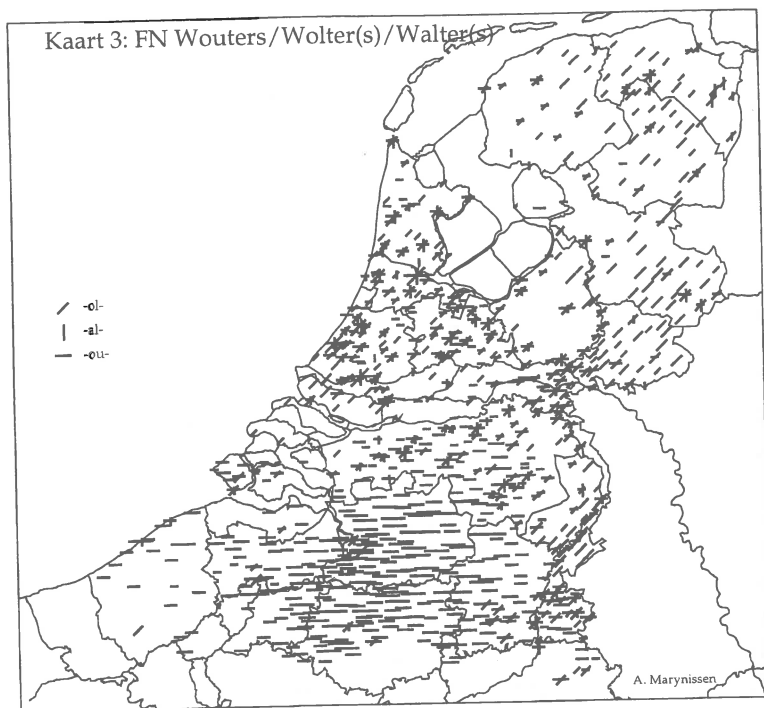 Kaart 3: FN Wouters/Wolter(s)/Walter(s)
-ol-
-al-
-ou-
A. Marynissen